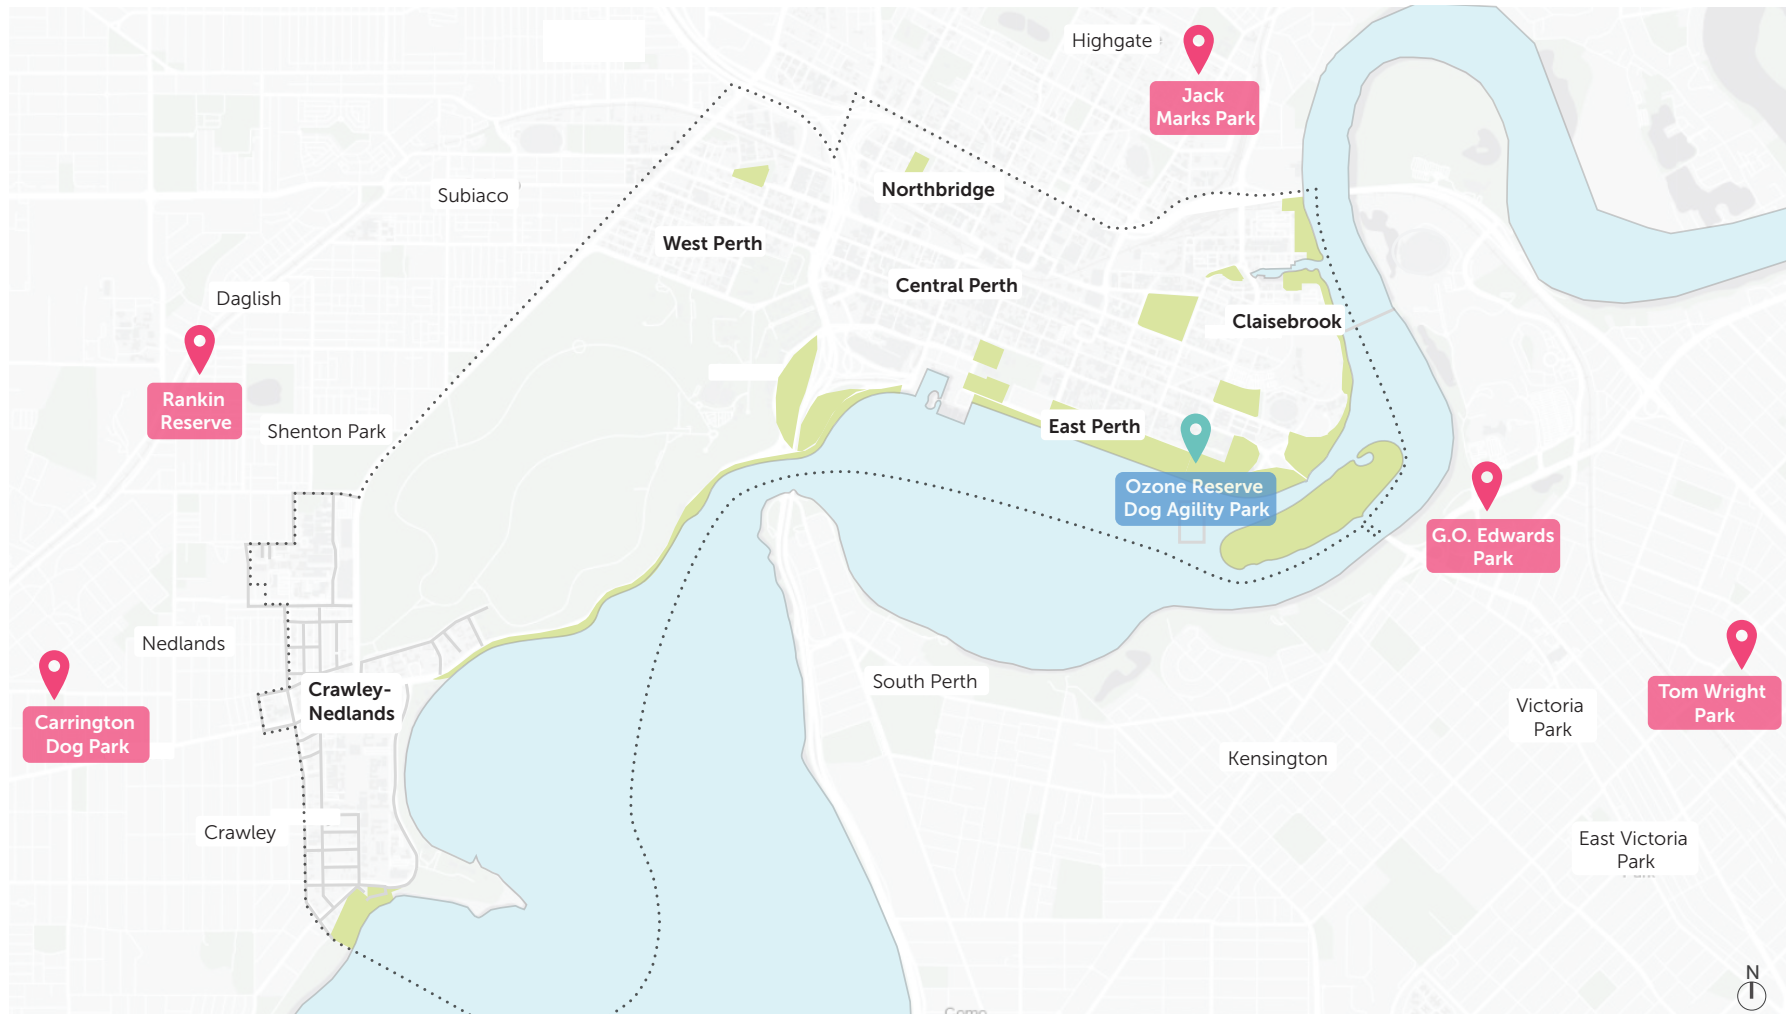 Highgate
Jack
Marks Park
Subiaco
Northbridge
West Perth
Central Perth
Daglish
Claisebrook
Rankin
Reserve
Shenton Park
East Perth
Ozone Reserve
Dog Agility Park
G.O. Edwards
Park
Nedlands
Crawley-
Nedlands
South Perth
Carrington
Dog Park
Tom Wright
Park
Victoria
Park
Kensington
Crawley
East Victoria
Park
N